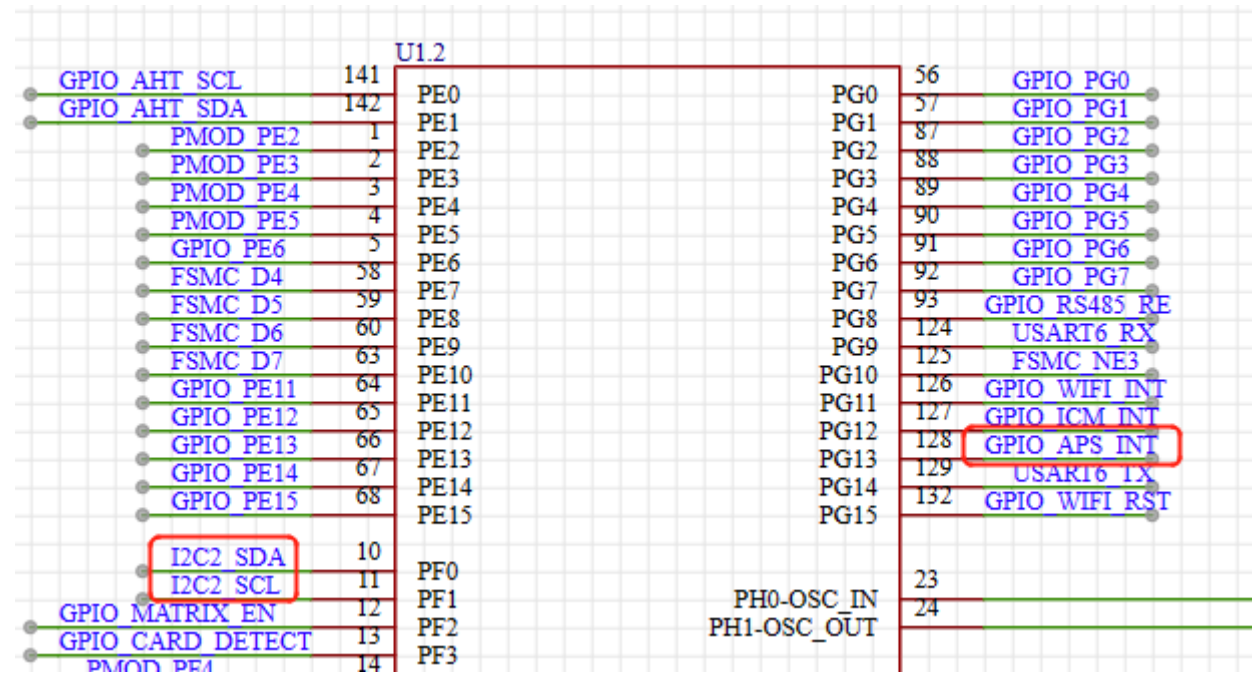 U1.2
GPIO_AHT_SCL 141 PE0
GPIO_AHT_SDA 142 PE1
PMOD_PE2 1 PE2
PMOD_PE3 2 PE3
PMOD_PE4 3 PE4
PMOD_PE5 4 PE5
GPIO_PE6 5 PE6
FSMC_D4 58 PE7
FSMC_D5 59 PE8
FSMC_D6 60 PE9
FSMC_D7 63 PE10
GPIO_PE11 64 PE11
GPIO_PE12 65 PE12
GPIO_PE13 66 PE13
GPIO_PE14 67 PE14
GPIO_PE15 68 PE15
I2C2_SDA 10 PF0
I2C2_SCL 11 PF1
GPIO_MATRIX_EN 12 PF2
GPIO_CARD_DETECT 13 PF3
PMOD_PF4 14
PG0 56 GPIO_PG0
PG1 57 GPIO_PG1
PG2 87 GPIO_PG2
PG3 88 GPIO_PG3
PG4 89 GPIO_PG4
PG5 90 GPIO_PG5
PG6 91 GPIO_PG6
PG7 92 GPIO_PG7
PG8 93 GPIO_RS485_RE
PG9 124 USART6_RX
PG10 125 FSMC_NE3
PG11 126 GPIO_WIFI_INT
PG12 127 GPIO_ICM_INT
PG13 128 GPIO_APS_INT
PG14 129 USART6_TX
PG15 132 GPIO_WIFI_RST
PH0-OSC_IN 23
PH1-OSC_OUT 24